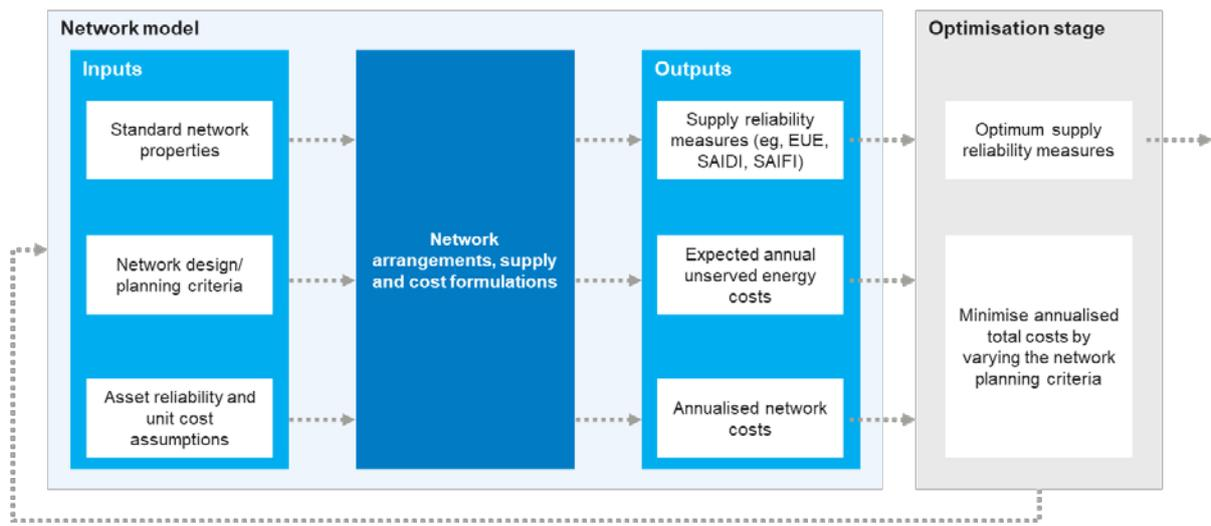 Network model
Inputs
Standard network
properties
Network design/
planning criteria
Asset reliability and
unit cost
assumptions
Network
arrangements, supply
and cost formulations
Outputs
Supply reliability
measures (eg, EUE,
SAIDI, SAIFI)
Expected annual
unserved energy
costs
Annualised network
costs
Optimisation stage
Optimum supply
reliability measures
Minimise annualised
total costs by
varying the network
planning criteria